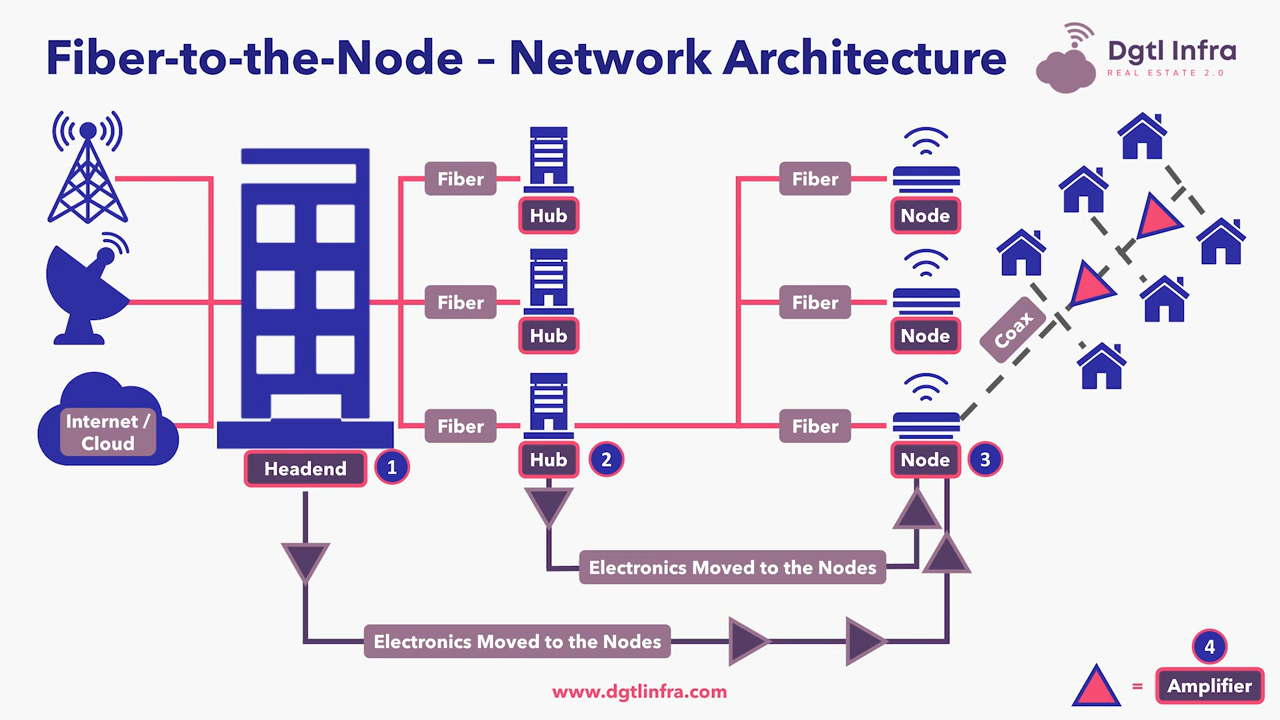 Fiber-to-the-Node – Network Architecture
Dgtl Infra
REAL ESTATE 2.0
Fiber
Hub
Fiber
Node
Fiber
Hub
Fiber
Node
Coax
Internet /
Cloud
Fiber
Hub
2
Fiber
Node
3
Headend
1
Electronics Moved to the Nodes
Electronics Moved to the Nodes
4
= Amplifier
www.dgtlinfra.com